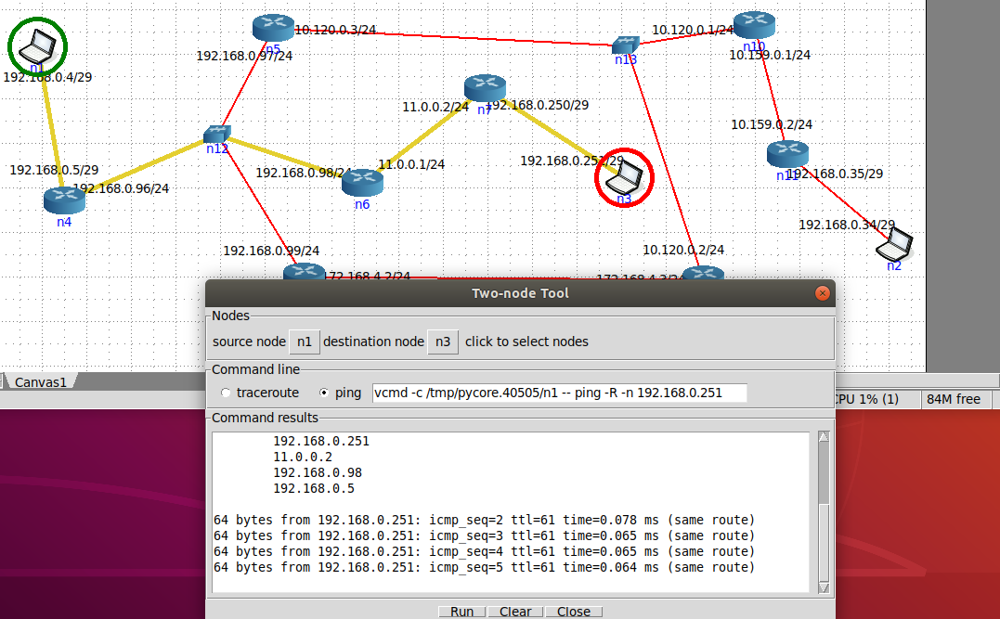 10.120.0.3/24
n5
10.120.0.1/24
n10
n13
10.159.0.1/24
192.168.0.97/24
n1
192.168.0.4/29
11.0.0.2/24
n7
192.168.0.250/29
10.159.0.2/24
n12
192.168.0.251/29
192.168.0.5/29
192.168.0.98/24
11.0.0.1/24
n11
192.168.0.35/29
192.168.0.96/24
n3
n4
n6
192.168.0.34/29
192.168.0.99/24
10.120.0.2/24
n2
172.168.4.2/24
172.168.4.3/24
Two-node Tool
Nodes
source node n1 destination node n3 click to select nodes
Command line
Canvas1
traceroute ping vcmd -c /tmp/pycore.40505/n1 -- ping -R -n 192.168.0.251
CPU 1% (1) 84M free
Command results
192.168.0.251
11.0.0.2
192.168.0.98
192.168.0.5
64 bytes from 192.168.0.251: icmp_seq=2 ttl=61 time=0.078 ms (same route)
64 bytes from 192.168.0.251: icmp_seq=3 ttl=61 time=0.065 ms (same route)
64 bytes from 192.168.0.251: icmp_seq=4 ttl=61 time=0.065 ms (same route)
64 bytes from 192.168.0.251: icmp_seq=5 ttl=61 time=0.064 ms (same route)
Run Clear Close